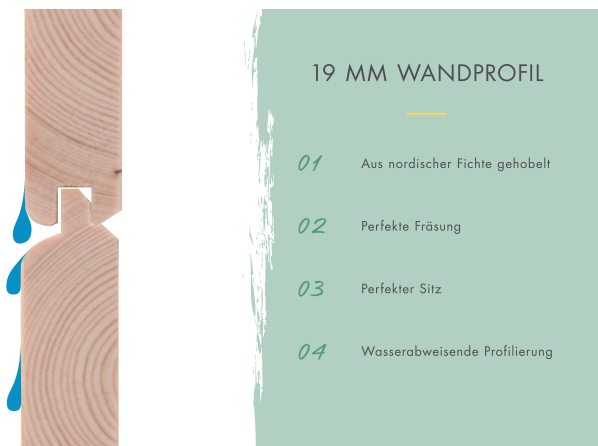 19 MM WANDPROFIL
01 Aus nordischer Fichte gehobelt
02 Perfekte Fräsung
03 Perfekter Sitz
04 Wasserabweisende Profilierung